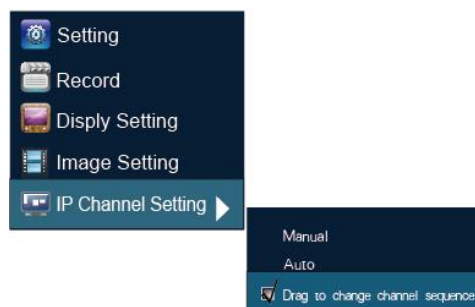 Setting
Record
Disply Setting
Image Setting
IP Channel Setting
Manual
Auto
Drag to change channel sequence